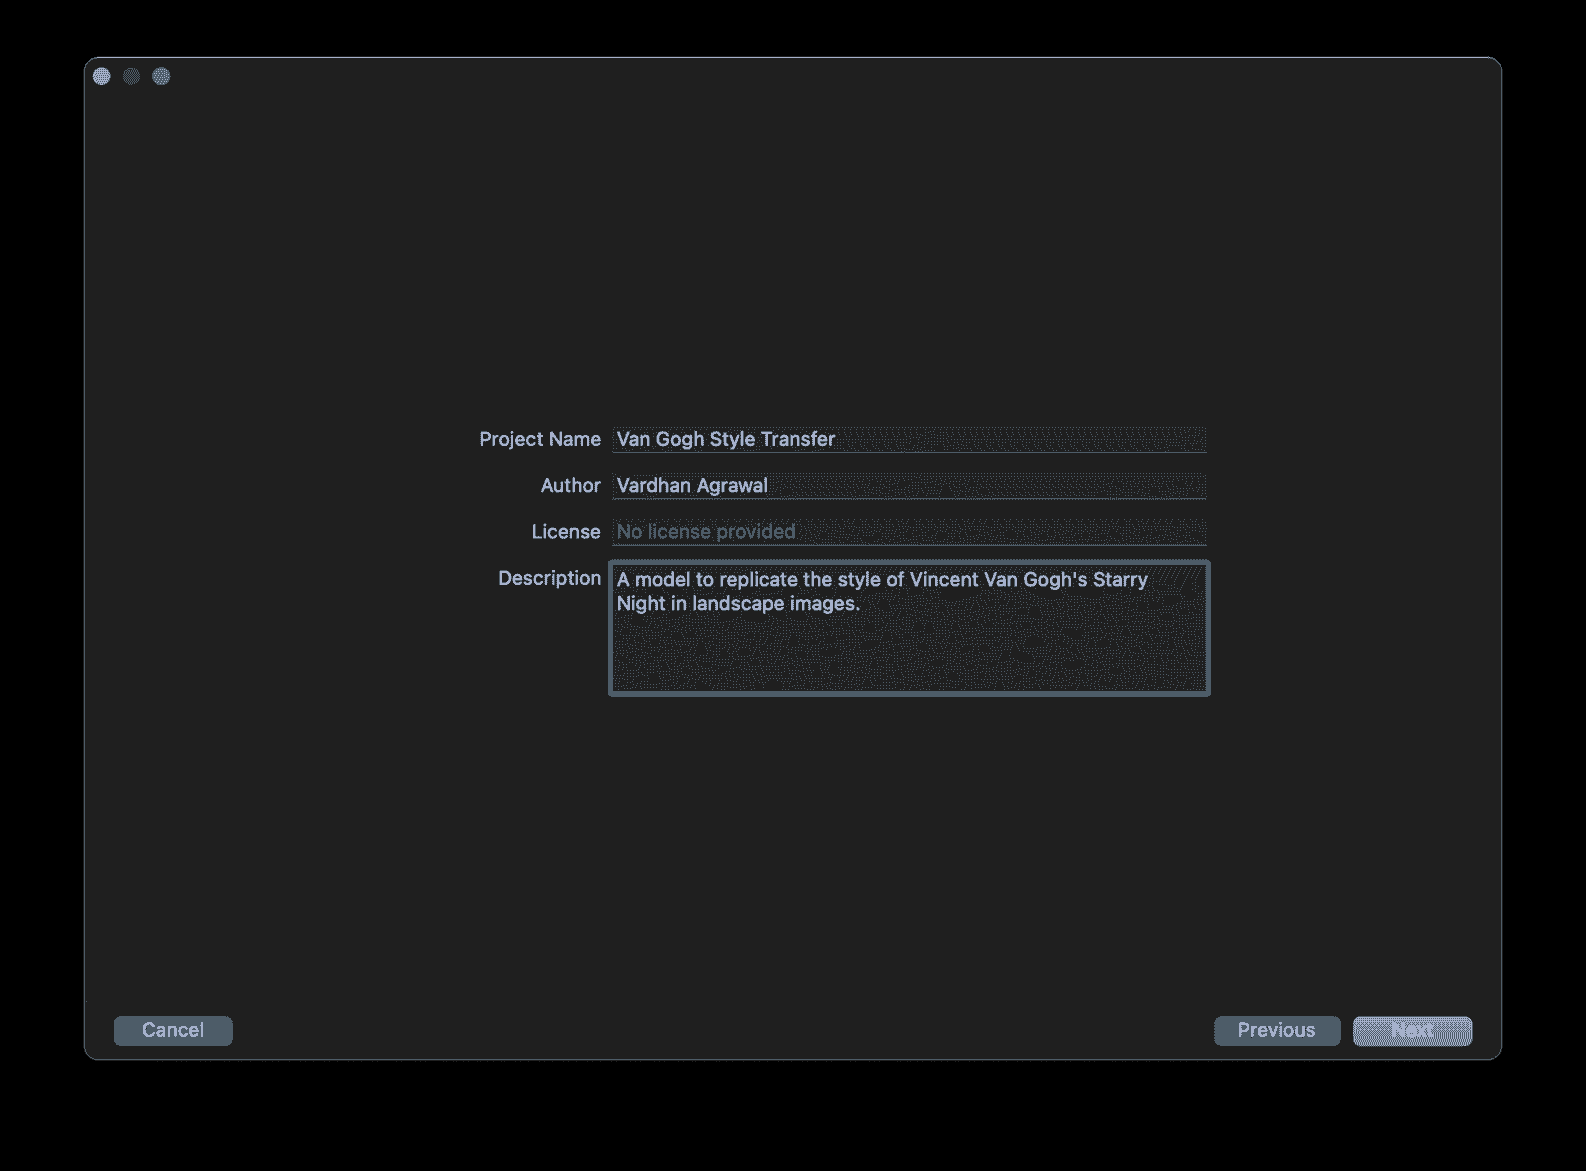 Project Name Van Gogh Style Transfer
Author Vardhan Agrawal
License No license provided
Description A model to replicate the style of Vincent Van Gogh's Starry
Night in landscape images.
Cancel Previous Next